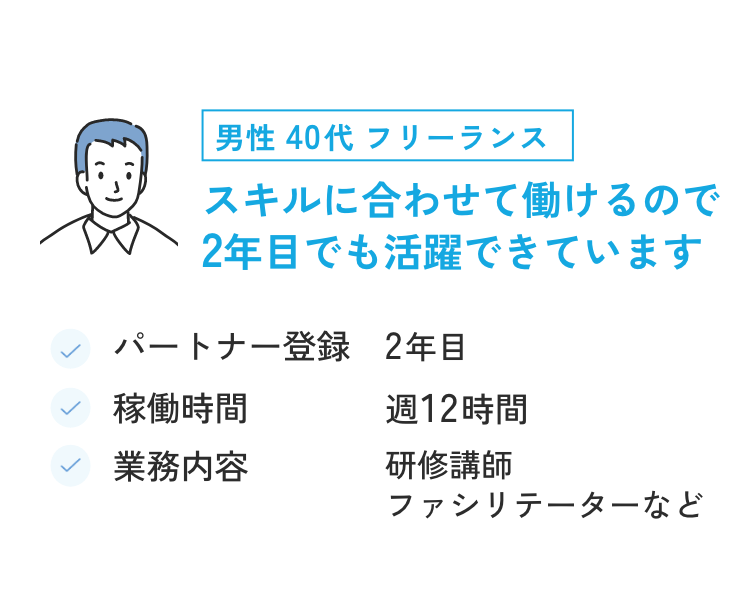 男性 40代 フリーランス
スキルに合わせて働けるので
2年目でも活躍できています
パートナー登録 2年目
稼働時間 週12時間
業務内容 研修講師
ファシリテーターなど